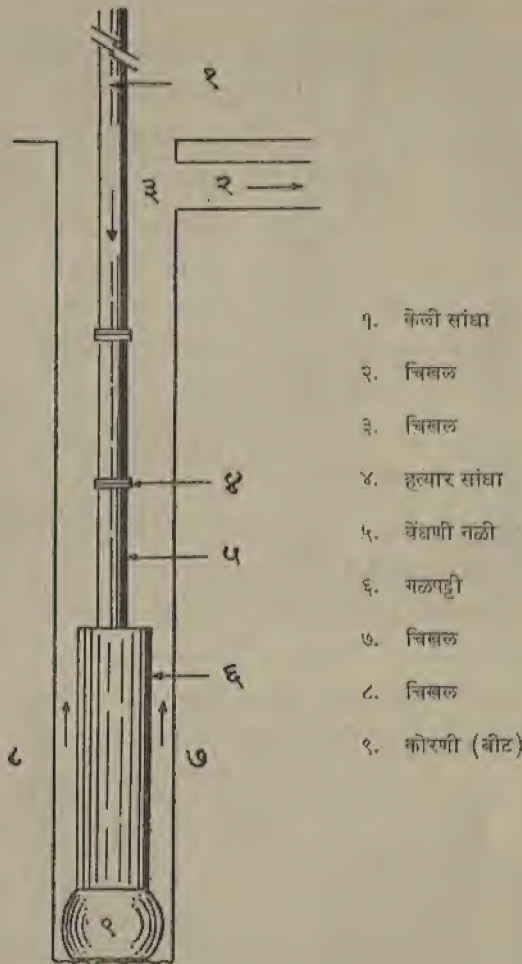 १
३
२
४
५
६
८
७
९
१. केली सांधा
२. चिखल
३. चिखल
४. हत्यार सांधा
५. वेंधणी नळी
६. गळपट्टी
७. चिखल
८. चिखल
९. कोरणी (बीट)